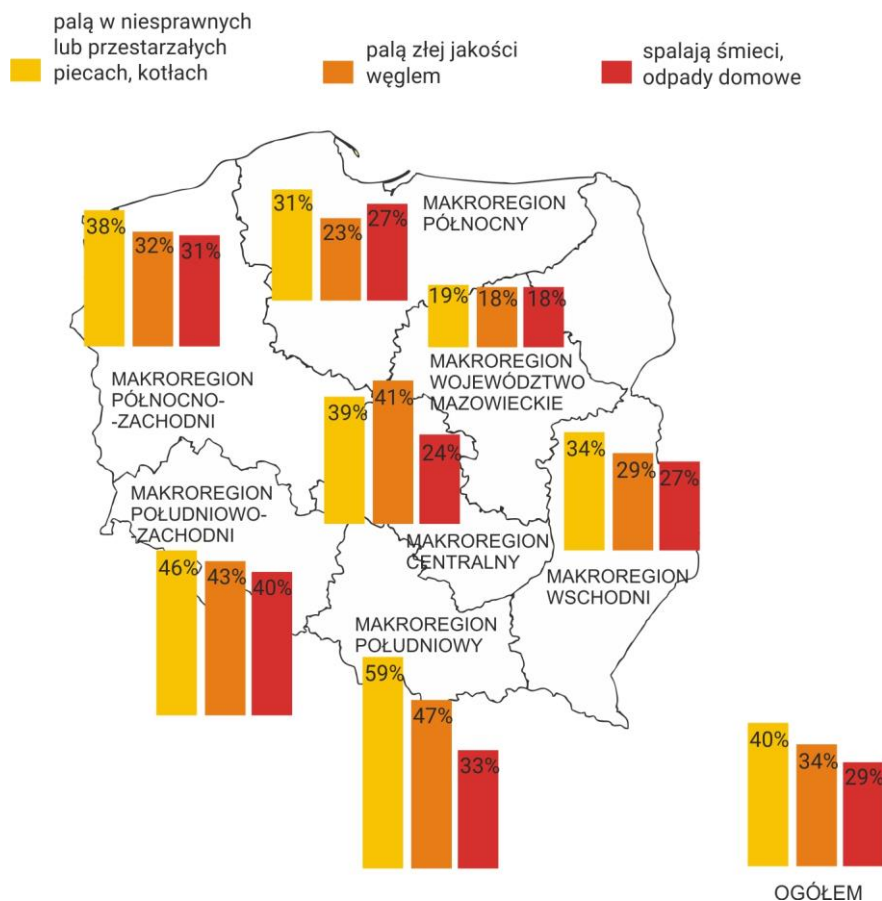 palą w niesprawnych
lub przestarzałych
piecach, kotłach
palą złej jakości
węglem
spalają śmieci,
odpady domowe
38%
32%
31%
MAKROREGION
PÓŁNOCNO-
-ZACHODNI
31%
23%
27%
MAKROREGION
PÓŁNOCNY
19%
18%
18%
MAKROREGION
WOJEWÓDZTWO
MAZOWIECKIE
39%
41%
24%
MAKROREGION
CENTRALNY
34%
29%
27%
MAKROREGION
WSCHODNI
MAKROREGION
POŁUDNIOWO-
-ZACHODNI
46%
43%
40%
MAKROREGION
POŁUDNIOWY
59%
47%
33%
40%
34%
29%
OGÓŁEM